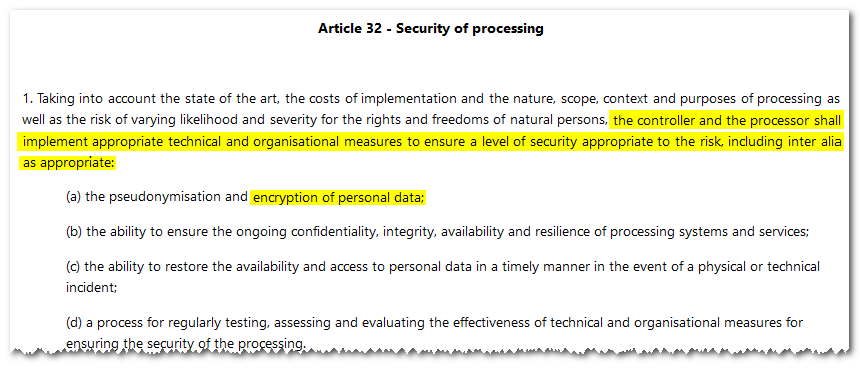 Article 32 - Security of processing
1. Taking into account the state of the art, the costs of implementation and the nature, scope, context and purposes of processing as
well as the risk of varying likelihood and severity for the rights and freedoms of natural persons, the controller and the processor shall
implement appropriate technical and organisational measures to ensure a level of security appropriate to the risk, including inter alia
as appropriate:
(a) the pseudonymisation and encryption of personal data;
(b) the ability to ensure the ongoing confidentiality, integrity, availability and resilience of processing systems and services;
(c) the ability to restore the availability and access to personal data in a timely manner in the event of a physical or technical
incident;
(d) a process for regularly testing, assessing and evaluating the effectiveness of technical and organisational measures for
ensuring the security of the processing.